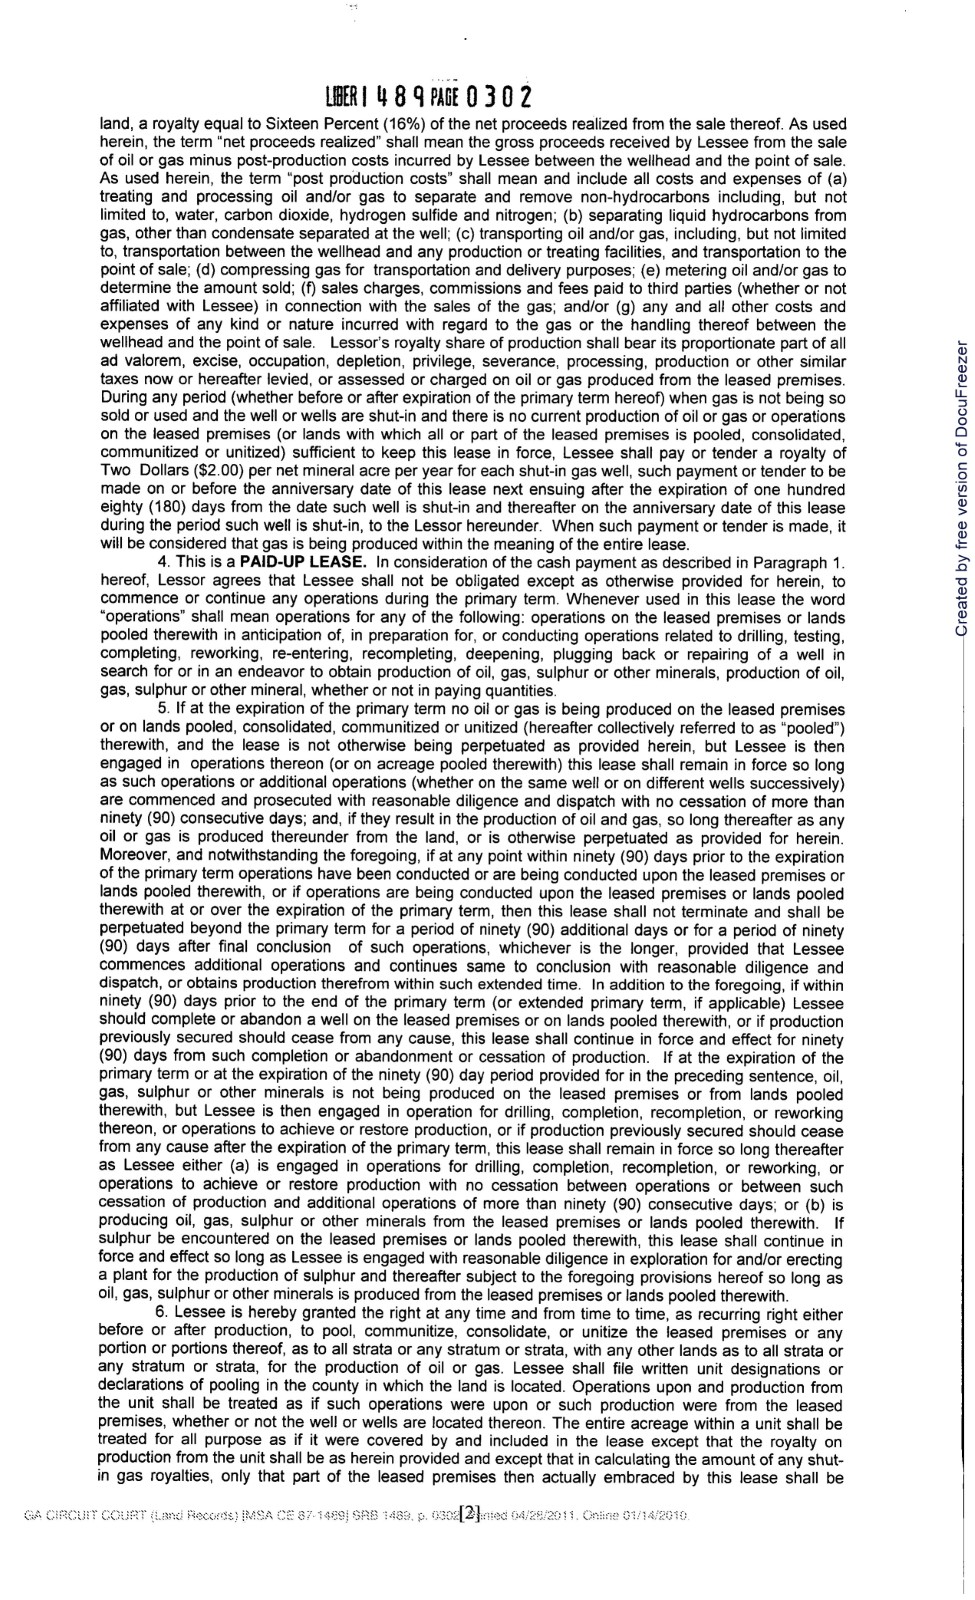 LIBER 1 4 8 9 PAGE 0 3 0 2
land, a royalty equal to Sixteen Percent (16%) of the net proceeds realized from the sale thereof. As used
herein, the term “net proceeds realized” shall mean the gross proceeds received by Lessee from the sale
of oil or gas minus post-production costs incurred by Lessee between the wellhead and the point of sale.
As used herein, the term “post production costs” shall mean and include all costs and expenses of (a)
treating and processing oil and/or gas to separate and remove non-hydrocarbons including, but not
limited to, water, carbon dioxide, hydrogen sulfide and nitrogen; (b) separating liquid hydrocarbons from
gas, other than condensate separated at the well; (c) transporting oil and/or gas, including, but not limited
to, transportation between the wellhead and any production or treating facilities, and transportation to the
point of sale; (d) compressing gas for transportation and delivery purposes; (e) metering oil and/or gas to
determine the amount sold; (f) sales charges, commissions and fees paid to third parties (whether or not
affiliated with Lessee) in connection with the sales of the gas; and/or (g) any and all other costs and
expenses of any kind or nature incurred with regard to the gas or the handling thereof between the
wellhead and the point of sale. Lessor’s royalty share of production shall bear its proportionate part of all
ad valorem, excise, occupation, depletion, privilege, severance, processing, production or other similar
taxes now or hereafter levied, or assessed or charged on oil or gas produced from the leased premises.
During any period (whether before or after expiration of the primary term hereof) when gas is not being so
sold or used and the well or wells are shut-in and there is no current production of oil or gas or operations
on the leased premises (or lands with which all or part of the leased premises is pooled, consolidated,
communitized or unitized) sufficient to keep this lease in force, Lessee shall pay or tender a royalty of
Two Dollars ($2.00) per net mineral acre per year for each shut-in gas well, such payment or tender to be
made on or before the anniversary date of this lease next ensuing after the expiration of one hundred
eighty (180) days from the date such well is shut-in and thereafter on the anniversary date of this lease
during the period such well is shut-in, to the Lessor hereunder. When such payment or tender is made, it
will be considered that gas is being produced within the meaning of the entire lease.
4. This is a PAID-UP LEASE. In consideration of the cash payment as described in Paragraph 1.
hereof, Lessor agrees that Lessee shall not be obligated except as otherwise provided for herein, to
commence or continue any operations during the primary term. Whenever used in this lease the word
“operations” shall mean operations for any of the following: operations on the leased premises or lands
pooled therewith in anticipation of, in preparation for, or conducting operations related to drilling, testing,
completing, reworking, re-entering, recompleting, deepening, plugging back or repairing of a well in
search for or in an endeavor to obtain production of oil, gas, sulphur or other minerals, production of oil,
gas, sulphur or other mineral, whether or not in paying quantities.
5. If at the expiration of the primary term no oil or gas is being produced on the leased premises
or on lands pooled, consolidated, communitized or unitized (hereafter collectively referred to as “pooled”)
therewith, and the lease is not otherwise being perpetuated as provided herein, but Lessee is then
engaged in operations thereon (or on acreage pooled therewith) this lease shall remain in force so long
as such operations or additional operations (whether on the same well or on different wells successively)
are commenced and prosecuted with reasonable diligence and dispatch with no cessation of more than
ninety (90) consecutive days; and, if they result in the production of oil and gas, so long thereafter as any
oil or gas is produced thereunder from the land, or is otherwise perpetuated as provided for herein.
Moreover, and notwithstanding the foregoing, if at any point within ninety (90) days prior to the expiration
of the primary term operations have been conducted or are being conducted upon the leased premises or
lands pooled therewith, or if operations are being conducted upon the leased premises or lands pooled
therewith at or over the expiration of the primary term, then this lease shall not terminate and shall be
perpetuated beyond the primary term for a period of ninety (90) additional days or for a period of ninety
(90) days after final conclusion of such operations, whichever is the longer, provided that Lessee
commences additional operations and continues same to conclusion with reasonable diligence and
dispatch, or obtains production therefrom within such extended time. In addition to the foregoing, if within
ninety (90) days prior to the end of the primary term (or extended primary term, if applicable) Lessee
should complete or abandon a well on the leased premises or on lands pooled therewith, or if production
previously secured should cease from any cause, this lease shall continue in force and effect for ninety
(90) days from such completion or abandonment or cessation of production. If at the expiration of the
primary term or at the expiration of the ninety (90) day period provided for in the preceding sentence, oil,
gas, sulphur or other minerals is not being produced on the leased premises or from lands pooled
therewith, but Lessee is then engaged in operation for drilling, completion, recompletion, or reworking
thereon, or operations to achieve or restore production, or if production previously secured should cease
from any cause after the expiration of the primary term, this lease shall remain in force so long thereafter
as Lessee either (a) is engaged in operations for drilling, completion, recompletion, or reworking, or
operations to achieve or restore production with no cessation between operations or between such
cessation of production and additional operations of more than ninety (90) consecutive days; or (b) is
producing oil, gas, sulphur or other minerals from the leased premises or lands pooled therewith. If
sulphur be encountered on the leased premises or lands pooled therewith, this lease shall continue in
force and effect so long as Lessee is engaged with reasonable diligence in exploration for and/or erecting
a plant for the production of sulphur and thereafter subject to the foregoing provisions hereof so long as
oil, gas, sulphur or other minerals is produced from the leased premises or lands pooled therewith.
6. Lessee is hereby granted the right at any time and from time to time, as recurring right either
before or after production, to pool, communitize, consolidate, or unitize the leased premises or any
portion or portions thereof, as to all strata or any stratum or strata, with any other lands as to all strata or
any stratum or strata, for the production of oil or gas. Lessee shall file written unit designations or
declarations of pooling in the county in which the land is located. Operations upon and production from
the unit shall be treated as if such operations were upon or such production were from the leased
premises, whether or not the well or wells are located thereon. The entire acreage within a unit shall be
treated for all purpose as if it were covered by and included in the lease except that the royalty on
production from the unit shall be as herein provided and except that in calculating the amount of any shut-
in gas royalties, only that part of the leased premises then actually embraced by this lease shall be
GA CIRCUIT COURT (Land Records) [MSA CE 87-1489] SRB 1489, p. 0302. Printed 04/28/2011. Online 01/14/2010.
[2]
Created by free version of DocuFreezer